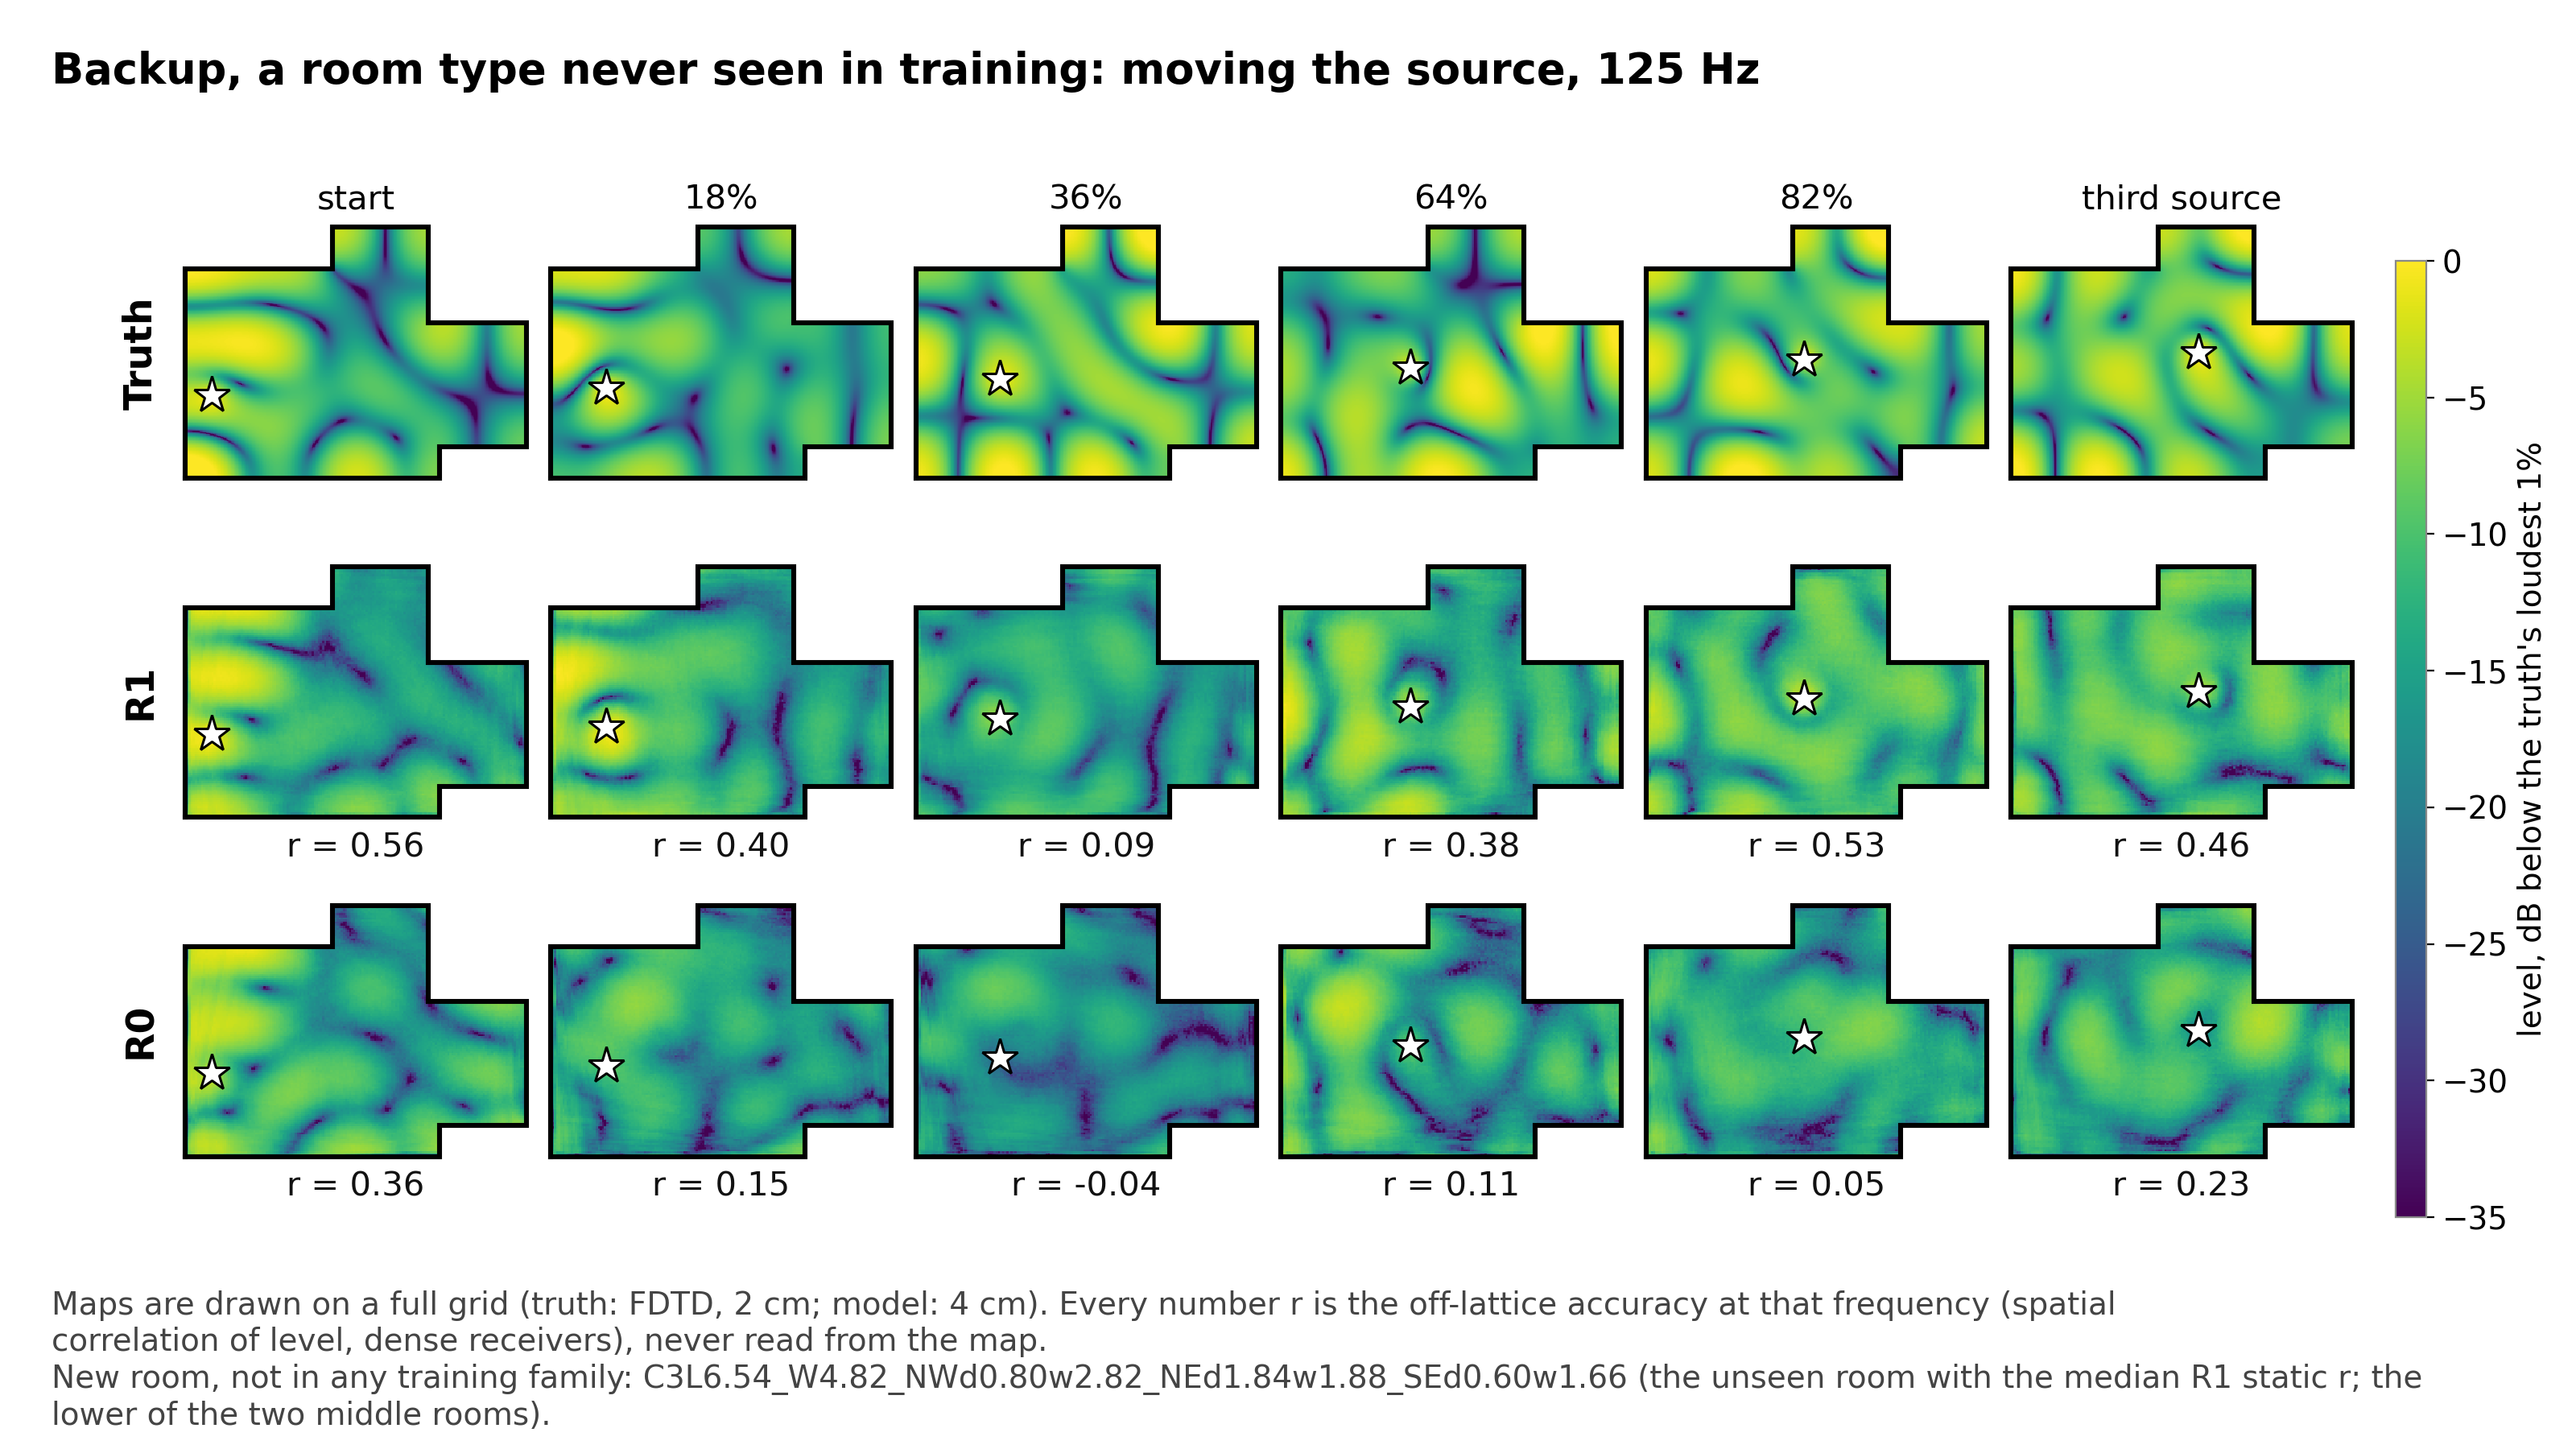 Backup, a room type never seen in training: moving the source, 125 Hz
start
18%
36%
64%
82%
third source
Truth
R1
r = 0.56
r = 0.40
r = 0.09
r = 0.38
r = 0.53
r = 0.46
R0
r = 0.36
r = 0.15
r = -0.04
r = 0.11
r = 0.05
r = 0.23
0
−5
−10
−15
−20
−25
−30
−35
level, dB below the truth's loudest 1%
Maps are drawn on a full grid (truth: FDTD, 2 cm; model: 4 cm). Every number r is the off-lattice accuracy at that frequency (spatial
correlation of level, dense receivers), never read from the map.
New room, not in any training family: C3L6.54_W4.82_NWd0.80w2.82_NEd1.84w1.88_SEd0.60w1.66 (the unseen room with the median R1 static r; the
lower of the two middle rooms).